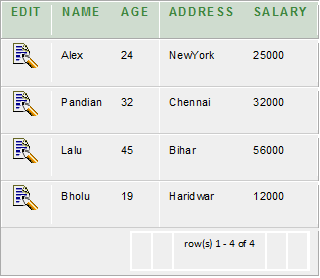 EDIT NAME AGE ADDRESS SALARY
Alex 24 NewYork 25000
Pandian 32 Chennai 32000
Lalu 45 Bihar 56000
Bholu 19 Haridwar 12000
row(s) 1 - 4 of 4